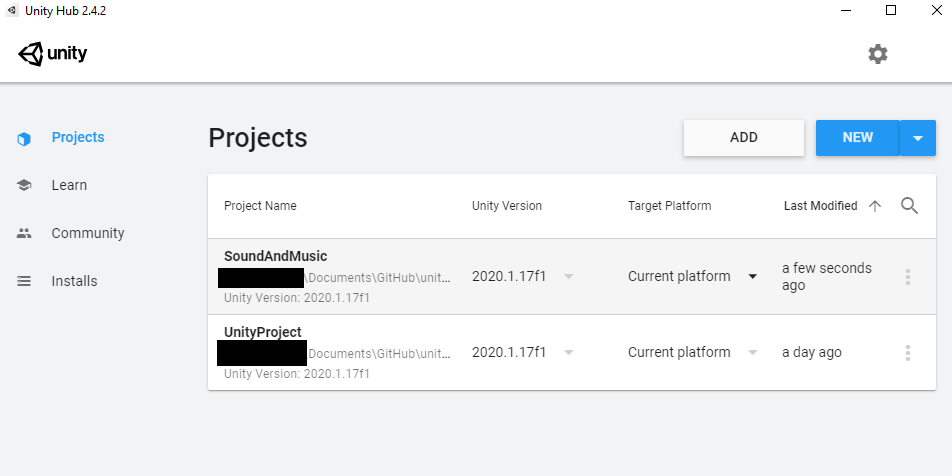 Unity Hub 2.4.2
unity
Projects
Learn
Community
Installs
Projects
ADD
NEW
Project Name
Unity Version
Target Platform
Last Modified
SoundAndMusic
\Documents\GitHub\unit...
Unity Version: 2020.1.17f1
2020.1.17f1
Current platform
a few seconds
ago
UnityProject
Documents\GitHub\unit...
Unity Version: 2020.1.17f1
2020.1.17f1
Current platform
a day ago